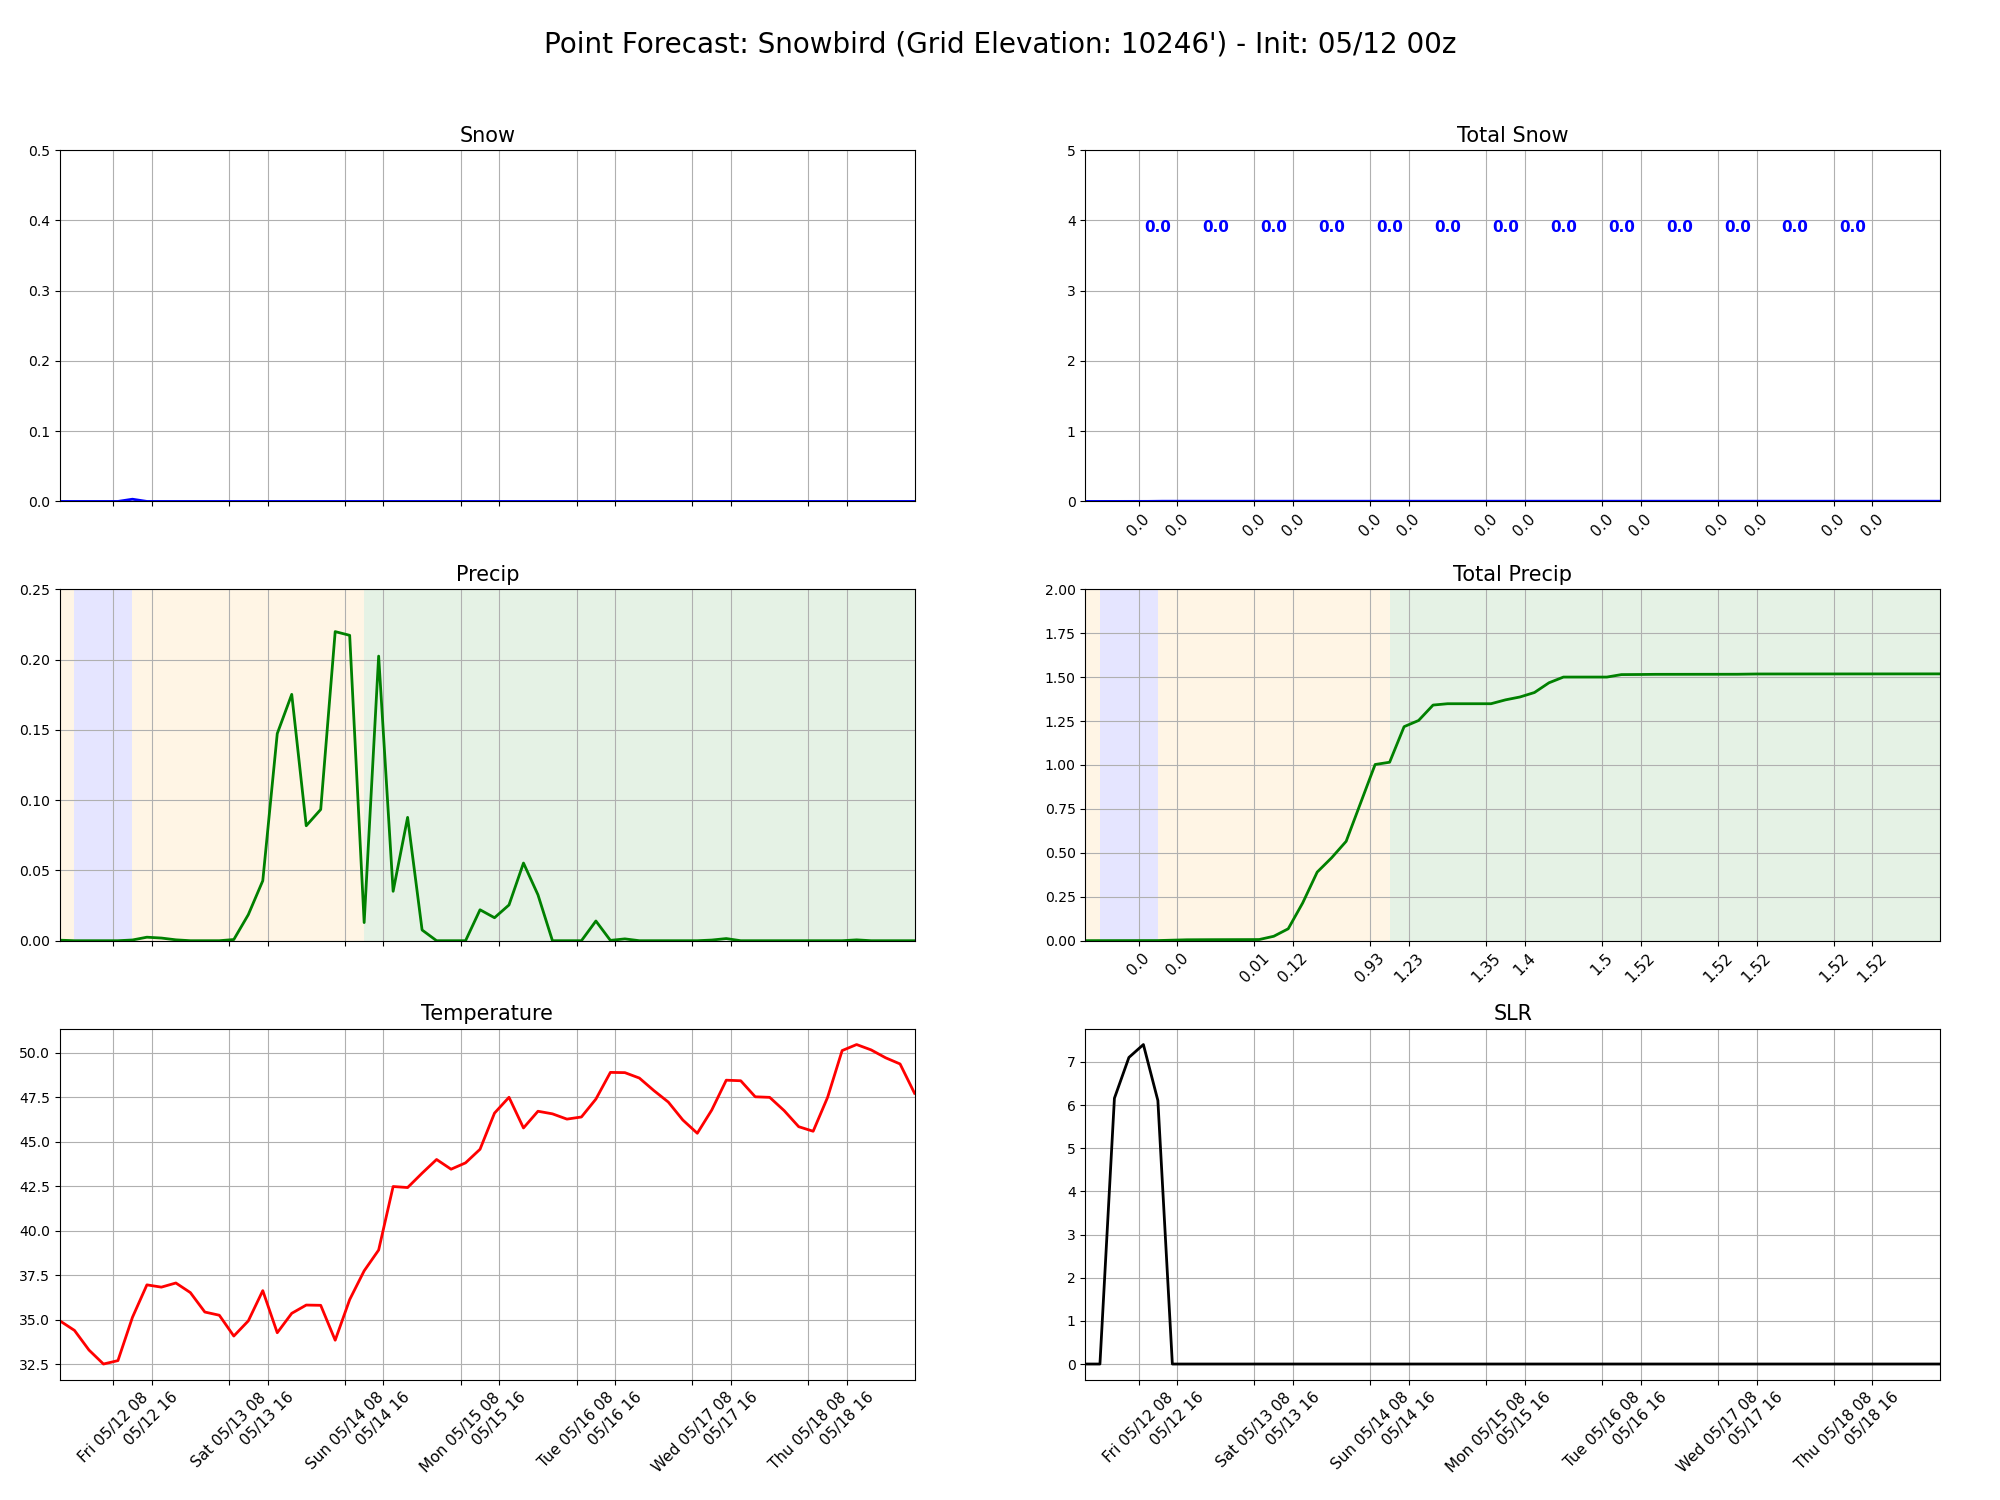 Point Forecast: Snowbird (Grid Elevation: 10246') - Init: 05/12 00z
Snow
0.5
0.4
0.3
0.2
0.1
0.0
Total Snow
5
4
3
2
1
0
0.0 0.0 0.0 0.0 0.0 0.0 0.0 0.0 0.0 0.0 0.0 0.0 0.0
0.0 0.0 0.0 0.0 0.0 0.0 0.0 0.0 0.0 0.0 0.0 0.0 0.0 0.0
Precip
0.25
0.20
0.15
0.10
0.05
0.00
Total Precip
2.00
1.75
1.50
1.25
1.00
0.75
0.50
0.25
0.00
0.0 0.0 0.01 0.12 0.93 1.23 1.35 1.4 1.5 1.52 1.52 1.52 1.52 1.52
Temperature
50.0
47.5
45.0
42.5
40.0
37.5
35.0
32.5
Fri 05/12 08
05/12 16
Sat 05/13 08
05/13 16
Sun 05/14 08
05/14 16
Mon 05/15 08
05/15 16
Tue 05/16 08
05/16 16
Wed 05/17 08
05/17 16
Thu 05/18 08
05/18 16
SLR
7
6
5
4
3
2
1
0
Fri 05/12 08
05/12 16
Sat 05/13 08
05/13 16
Sun 05/14 08
05/14 16
Mon 05/15 08
05/15 16
Tue 05/16 08
05/16 16
Wed 05/17 08
05/17 16
Thu 05/18 08
05/18 16